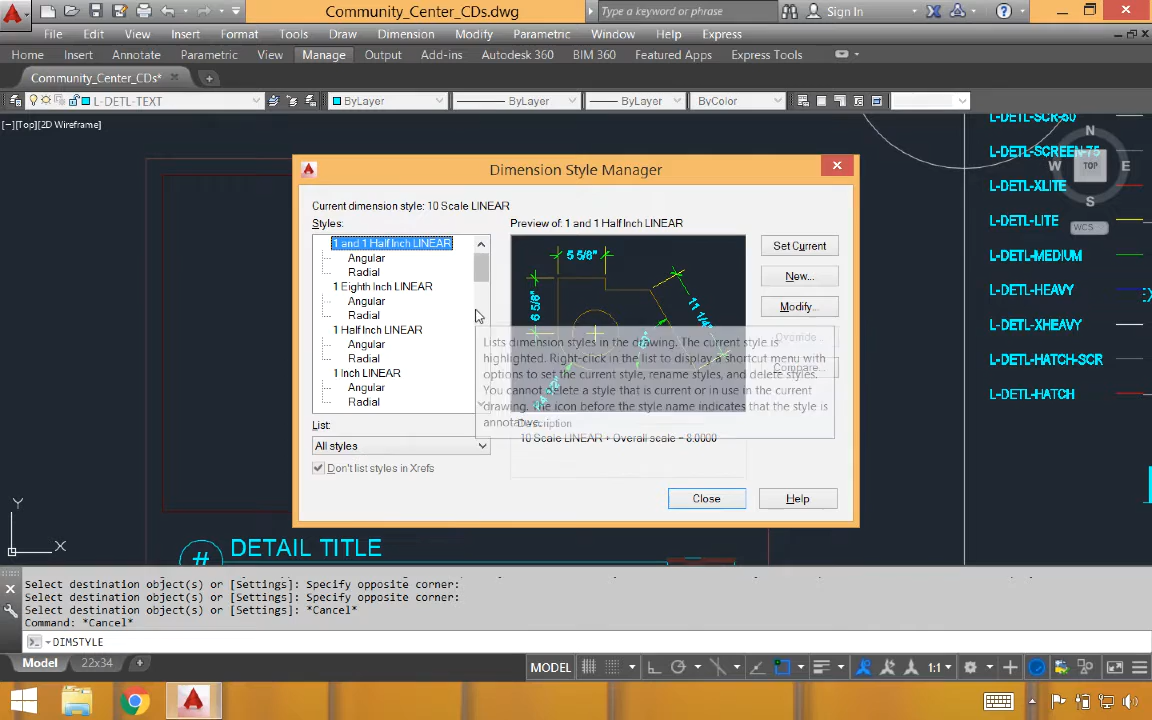 Community_Center_CDs.dwg
Type a keyword or phrase
Sign In
File Edit View Insert Format Tools Draw Dimension Modify Parametric Window Help Express
Home Insert Annotate Parametric View Manage Output Add-ins Autodesk 360 BIM 360 Featured Apps Express Tools
Community_Center_CDs*
L-DETL-TEXT
ByLayer
ByLayer
ByLayer
ByColor
[−][Top][2D Wireframe]
L-DETL-SCR-60
L-DETL-SCREEN-75
L-DETL-XLITE
L-DETL-LITE
L-DETL-MEDIUM
L-DETL-HEAVY
L-DETL-XHEAVY
L-DETL-HATCH-SCR
L-DETL-HATCH
N
W TOP E
S
WCS
Dimension Style Manager
Current dimension style: 10 Scale LINEAR
Styles:
Preview of: 1 and 1 Half Inch LINEAR
1 and 1 Half Inch LINEAR
Angular
Radial
1 Eighth Inch LINEAR
Angular
Radial
1 Half Inch LINEAR
Angular
Radial
1 Inch LINEAR
Angular
Radial
5 5/8"
6 5/8"
11 1/4"
Set Current
New...
Modify...
Override...
Compare...
Lists dimension styles in the drawing. The current style is
highlighted. Right-click in the list to display a shortcut menu with
options to set the current style, rename styles, and delete styles.
You cannot delete a style that is current or in use in the current
drawing. The icon before the style name indicates that the style is
annotative.
Description
10 Scale LINEAR + Overall scale = 8.0000
List:
All styles
Don't list styles in Xrefs
Close
Help
Y
X
# DETAIL TITLE
Select destination object(s) or [Settings]: Specify opposite corner:
Select destination object(s) or [Settings]: Specify opposite corner:
Select destination object(s) or [Settings]: *Cancel*
Command: *Cancel*
DIMSTYLE
Model 22x34
MODEL
1:1